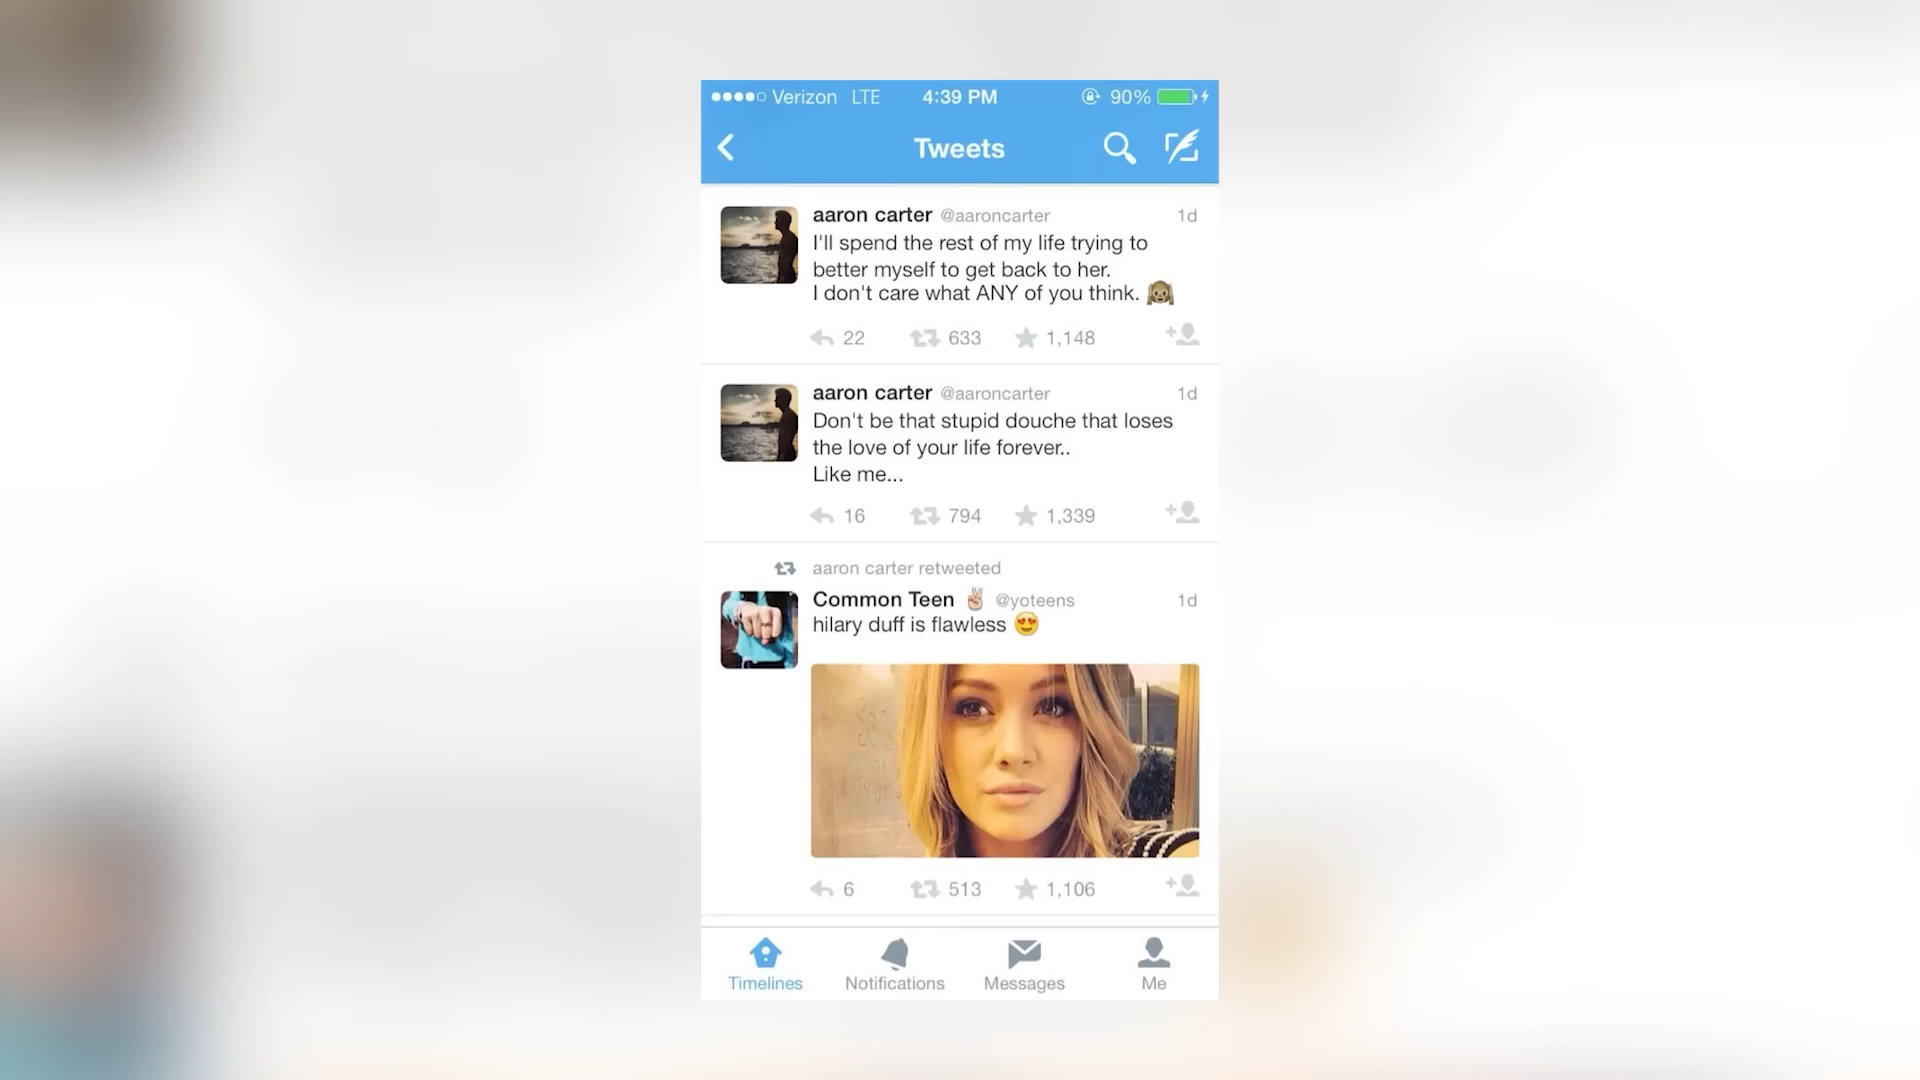 Verizon LTE 4:39 PM 90%
Tweets
aaron carter @aaroncarter 1d
I'll spend the rest of my life trying to
better myself to get back to her.
I don't care what ANY of you think. 🙉
22 633 1,148
aaron carter @aaroncarter 1d
Don't be that stupid douche that loses
the love of your life forever..
Like me...
16 794 1,339
aaron carter retweeted
Common Teen ✌ @yoteens 1d
hilary duff is flawless 😍
6 513 1,106
Timelines Notifications Messages Me